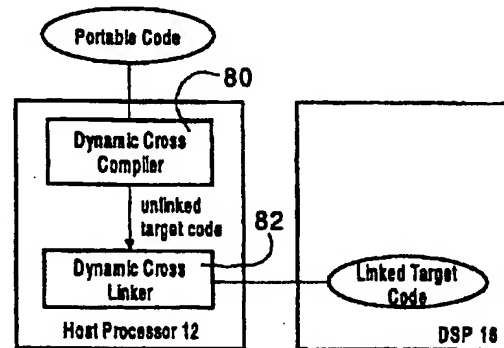 Portable Code
80
Dynamic Cross
Compiler
unlinked
target code
82
Dynamic Cross
Linker
Linked Target
Code
Host Processor 12
DSP 18